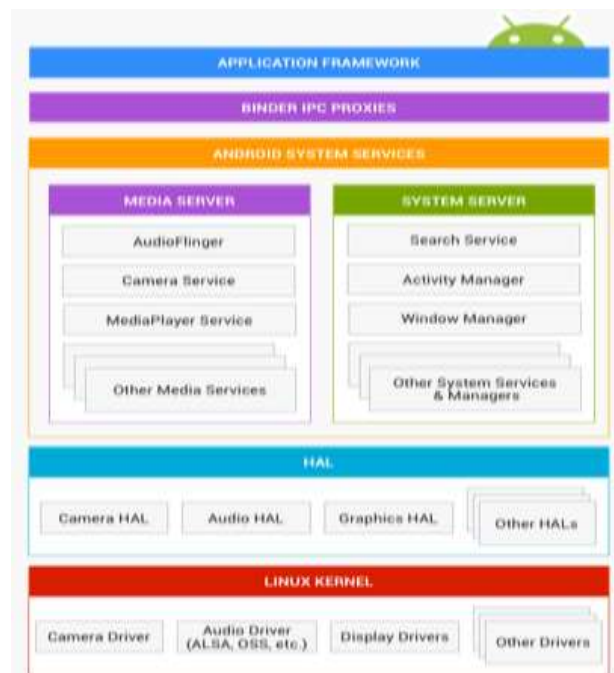 APPLICATION FRAMEWORK
BINDER IPC PROXIES
ANDROID SYSTEM SERVICES
MEDIA SERVER
AudioFlinger
Camera Service
MediaPlayer Service
Other Media Services
SYSTEM SERVER
Search Service
Activity Manager
Window Manager
Other System Services
& Managers
HAL
Camera HAL
Audio HAL
Graphics HAL
Other HALs
LINUX KERNEL
Camera Driver
Audio Driver
(ALSA, OSS, etc.)
Display Drivers
Other Drivers